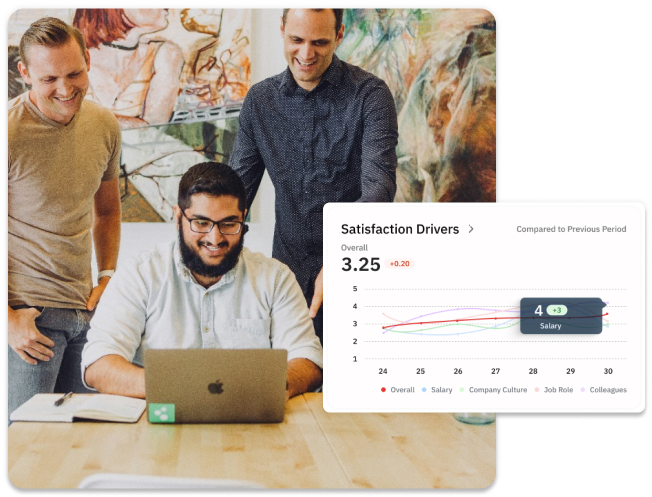 Satisfaction Drivers
Compared to Previous Period
Overall
3.25 +0.20
5
4
3
2
1
4 +3
Salary
24 25 26 27 28 29 30
Overall Salary Company Culture Job Role Colleagues